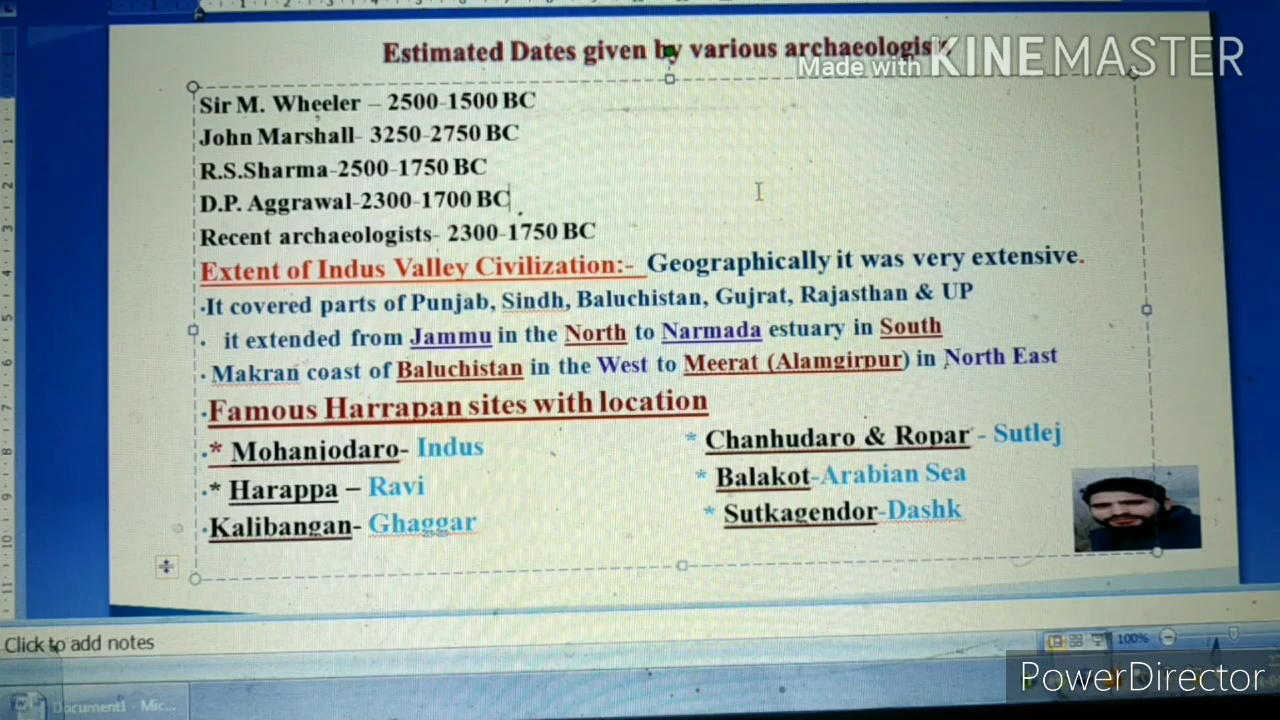 Estimated Dates given by various archaeologis
Made with KINEMASTER
Sir M. Wheeler – 2500-1500 BC
John Marshall- 3250-2750 BC
R.S.Sharma-2500-1750 BC
D.P. Aggrawal-2300-1700 BC
Recent archaeologists- 2300-1750 BC
Extent of Indus Valley Civilization:- Geographically it was very extensive.
·It covered parts of Punjab, Sindh, Baluchistan, Gujrat, Rajasthan & UP
· it extended from Jammu in the North to Narmada estuary in South
· Makran coast of Baluchistan in the West to Meerat (Alamgirpur) in North East
·Famous Harrapan sites with location
·* Mohanjodaro- Indus
* Chanhudaro & Ropar - Sutlej
·* Harappa – Ravi
* Balakot-Arabian Sea
·Kalibangan- Ghaggar
* Sutkagendor-Dashk
Click to add notes
100%
PowerDirector
Document1 - Mic...